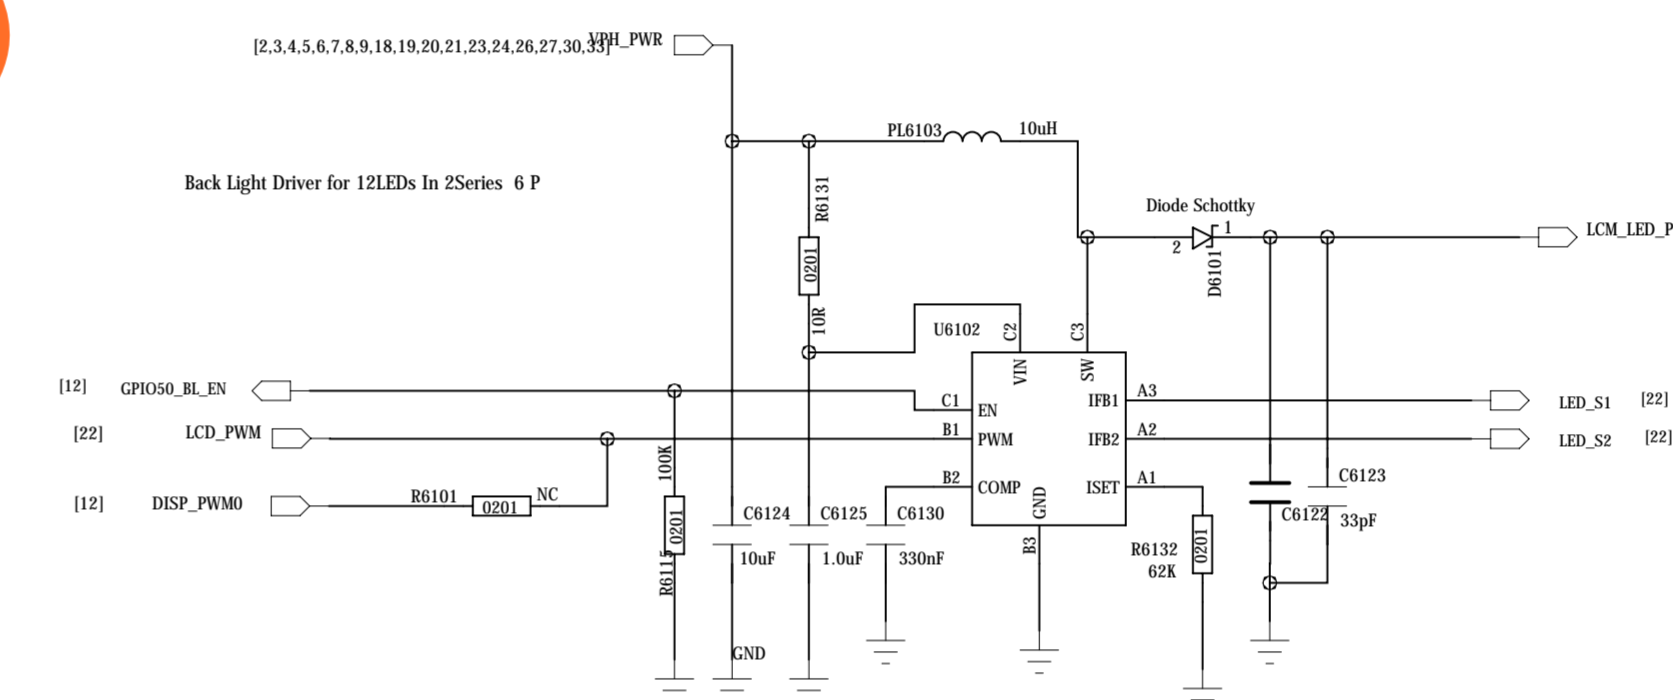 [2,3,4,5,6,7,8,9,18,19,20,21,23,24,26,27,30,33]
VPH_PWR
PL6103
10uH
Back Light Driver for 12LEDs In 2Series 6 P
R6131
0201
10R
Diode Schottky
2
1
D6101
LCM_LED_P
U6102
C2
C3
VIN
SW
[12] GPIO50_BL_EN
C1
EN
IFB1
A3
LED_S1 [22]
[22] LCD_PWM
B1
PWM
IFB2
A2
LED_S2 [22]
100K
0201
R6115
[12] DISP_PWM0
R6101
0201
NC
B2
COMP
GND
ISET
A1
B3
C6124
10uF
C6125
1.0uF
C6130
330nF
R6132
62K
0201
C6122
C6123
33pF
GND